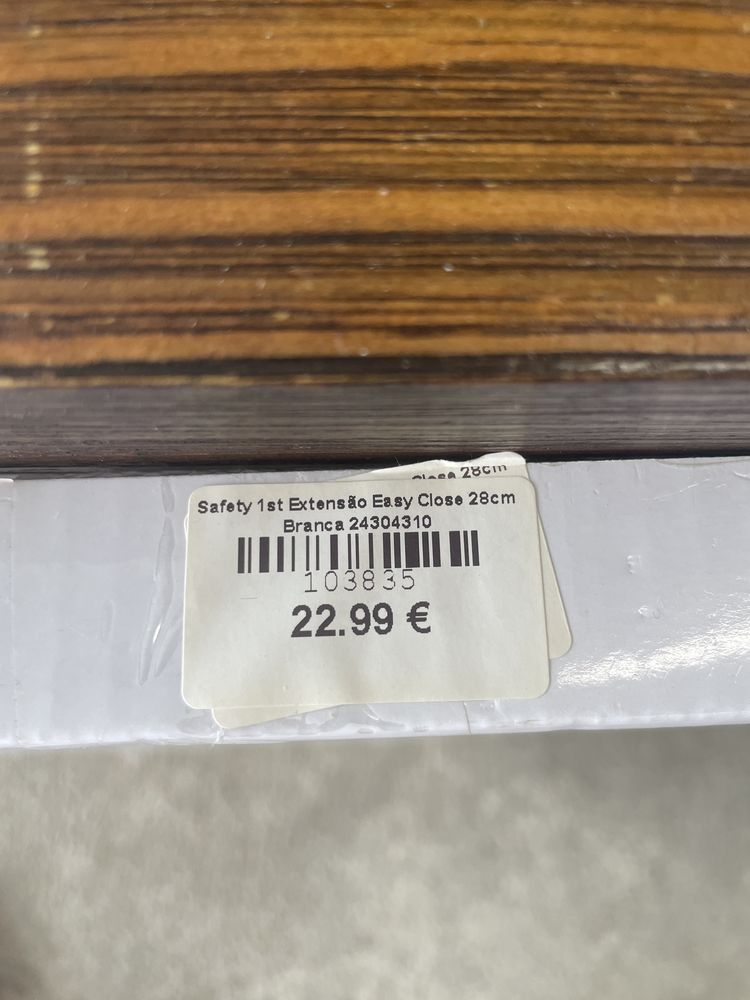 Close 28cm
Safety 1st Extensão Easy Close 28cm
Branca 24304310
103835
22.99 €